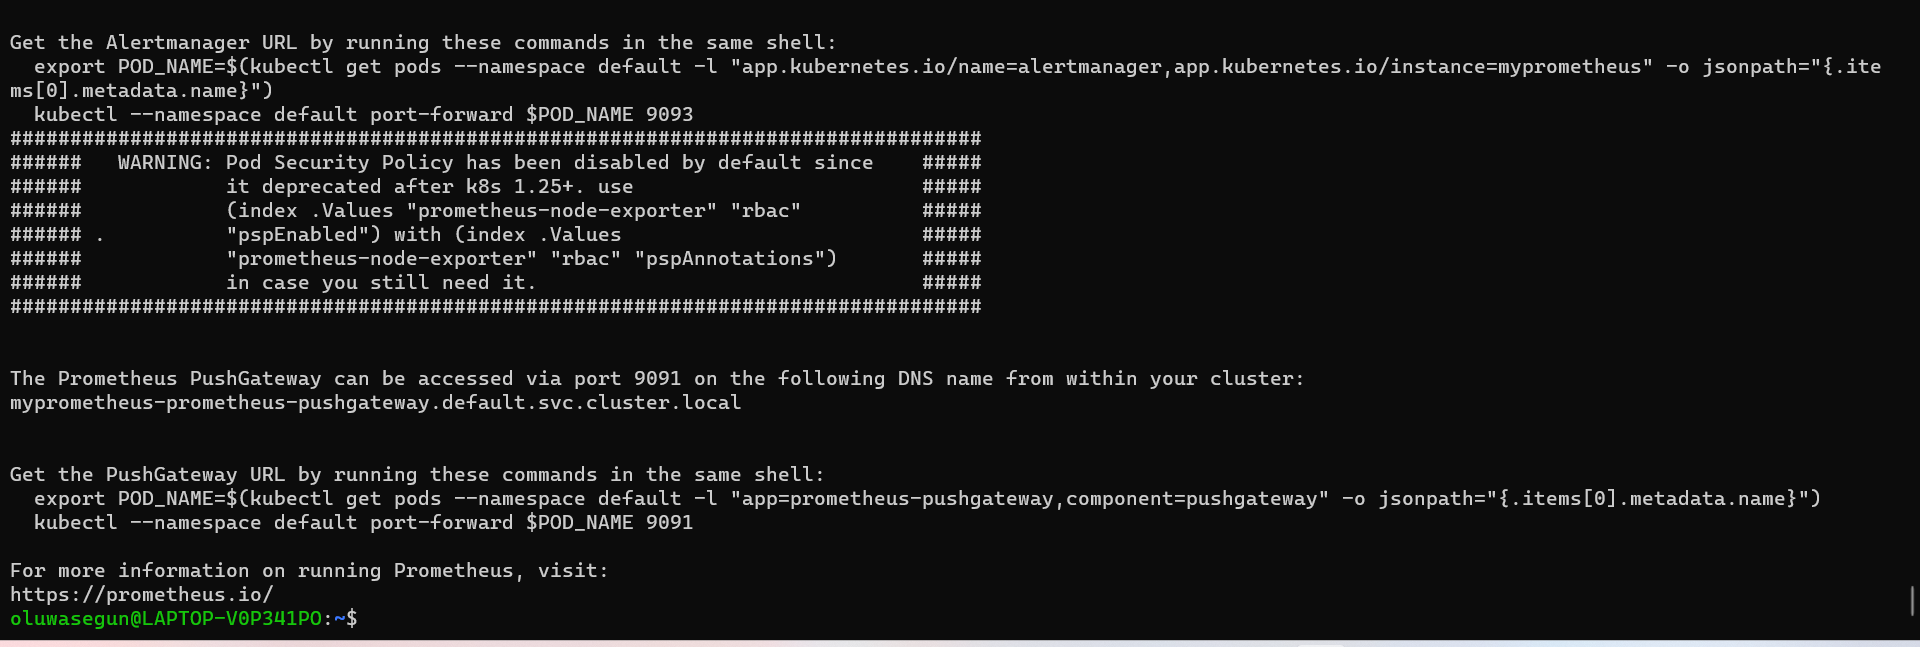 Get the Alertmanager URL by running these commands in the same shell:
  export POD_NAME=$(kubectl get pods --namespace default -l "app.kubernetes.io/name=alertmanager,app.kubernetes.io/instance=myprometheus" -o jsonpath="{.ite
ms[0].metadata.name}")
  kubectl --namespace default port-forward $POD_NAME 9093
#################################################################################
######   WARNING: Pod Security Policy has been disabled by default since    #####
######            it deprecated after k8s 1.25+. use                        #####
######            (index .Values "prometheus-node-exporter" "rbac"          #####
###### .          "pspEnabled") with (index .Values                         #####
######            "prometheus-node-exporter" "rbac" "pspAnnotations")       #####
######            in case you still need it.                                #####
#################################################################################
The Prometheus PushGateway can be accessed via port 9091 on the following DNS name from within your cluster:
myprometheus-prometheus-pushgateway.default.svc.cluster.local
Get the PushGateway URL by running these commands in the same shell:
  export POD_NAME=$(kubectl get pods --namespace default -l "app=prometheus-pushgateway,component=pushgateway" -o jsonpath="{.items[0].metadata.name}")
  kubectl --namespace default port-forward $POD_NAME 9091
For more information on running Prometheus, visit:
https://prometheus.io/
oluwasegun@LAPTOP-V0P341PO:~$